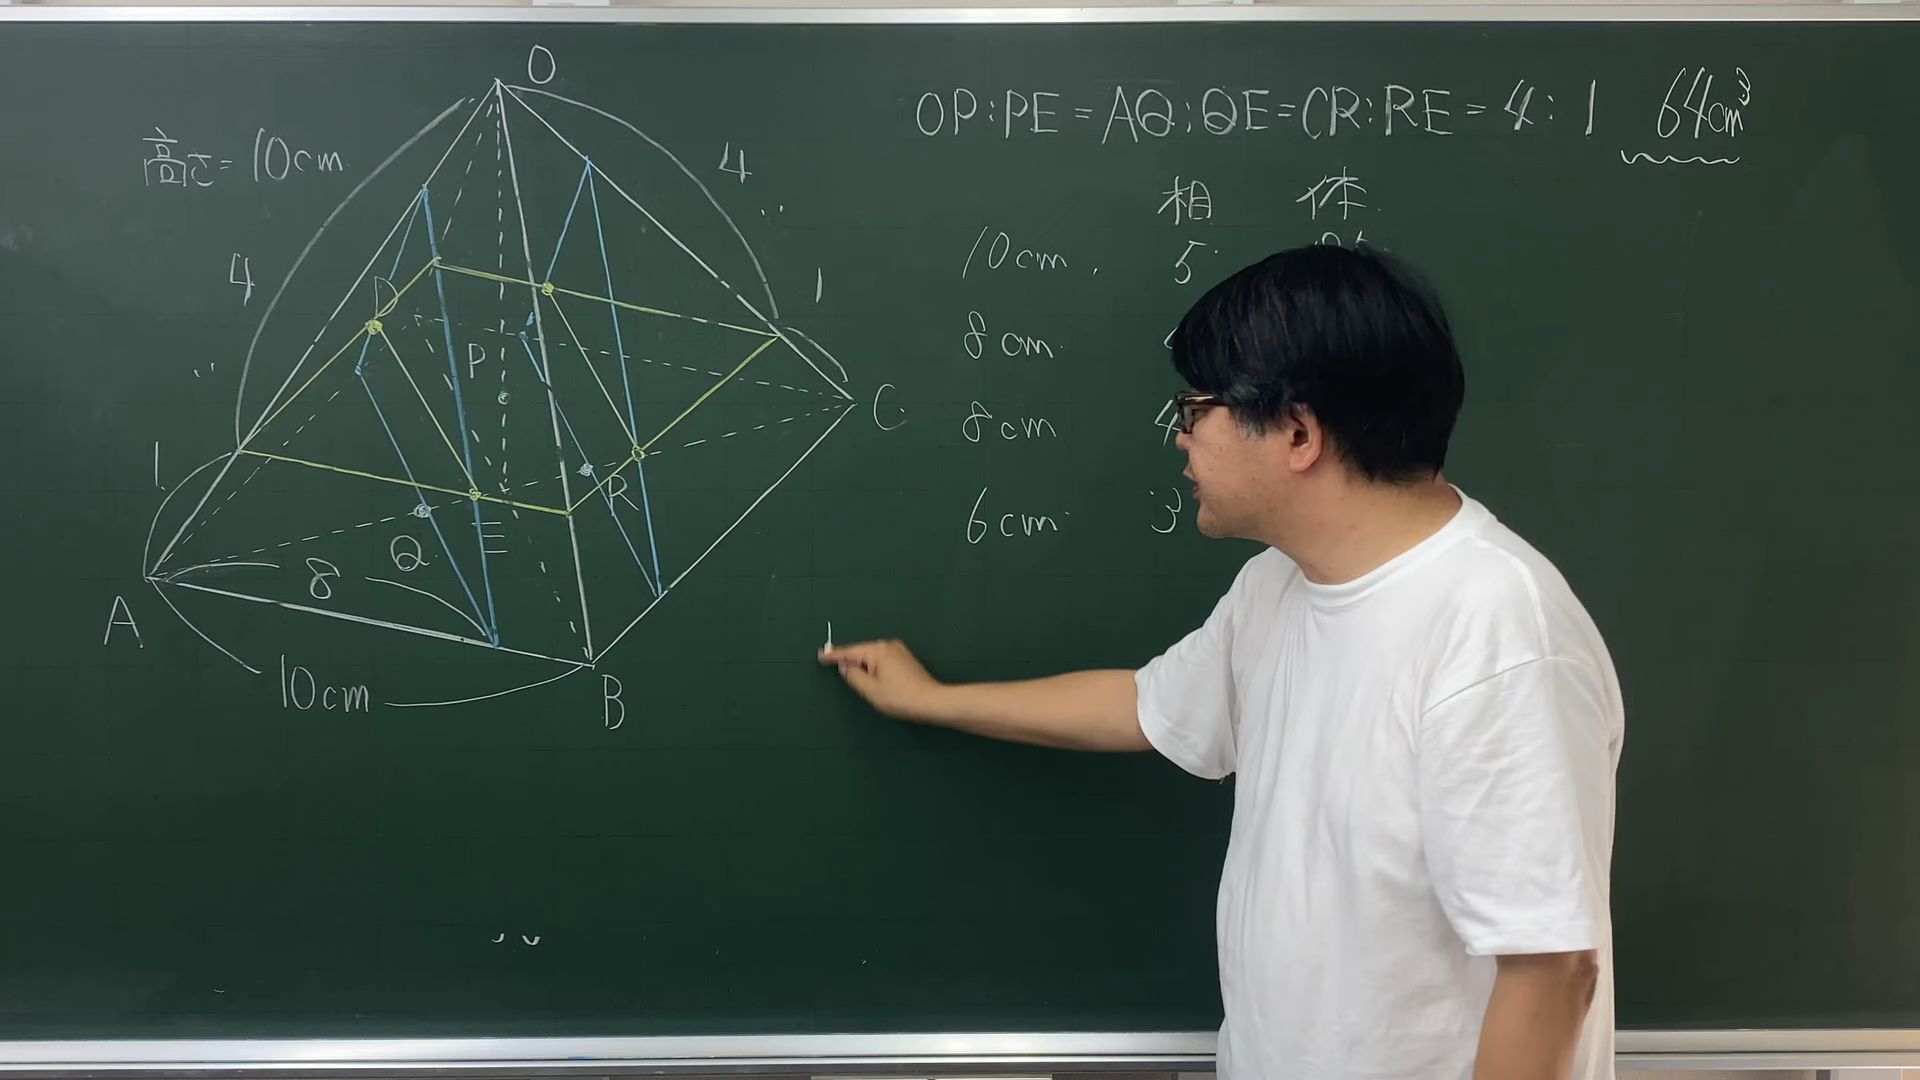 O
OP:PE=AQ:QE=CR:RE=4:1 64cm³
高さ=10cm
4
4
相 体
10cm. 5
D
1
8cm
P
C
8cm 4
1
R
6cm 3
Q
E
8
A
10cm
B